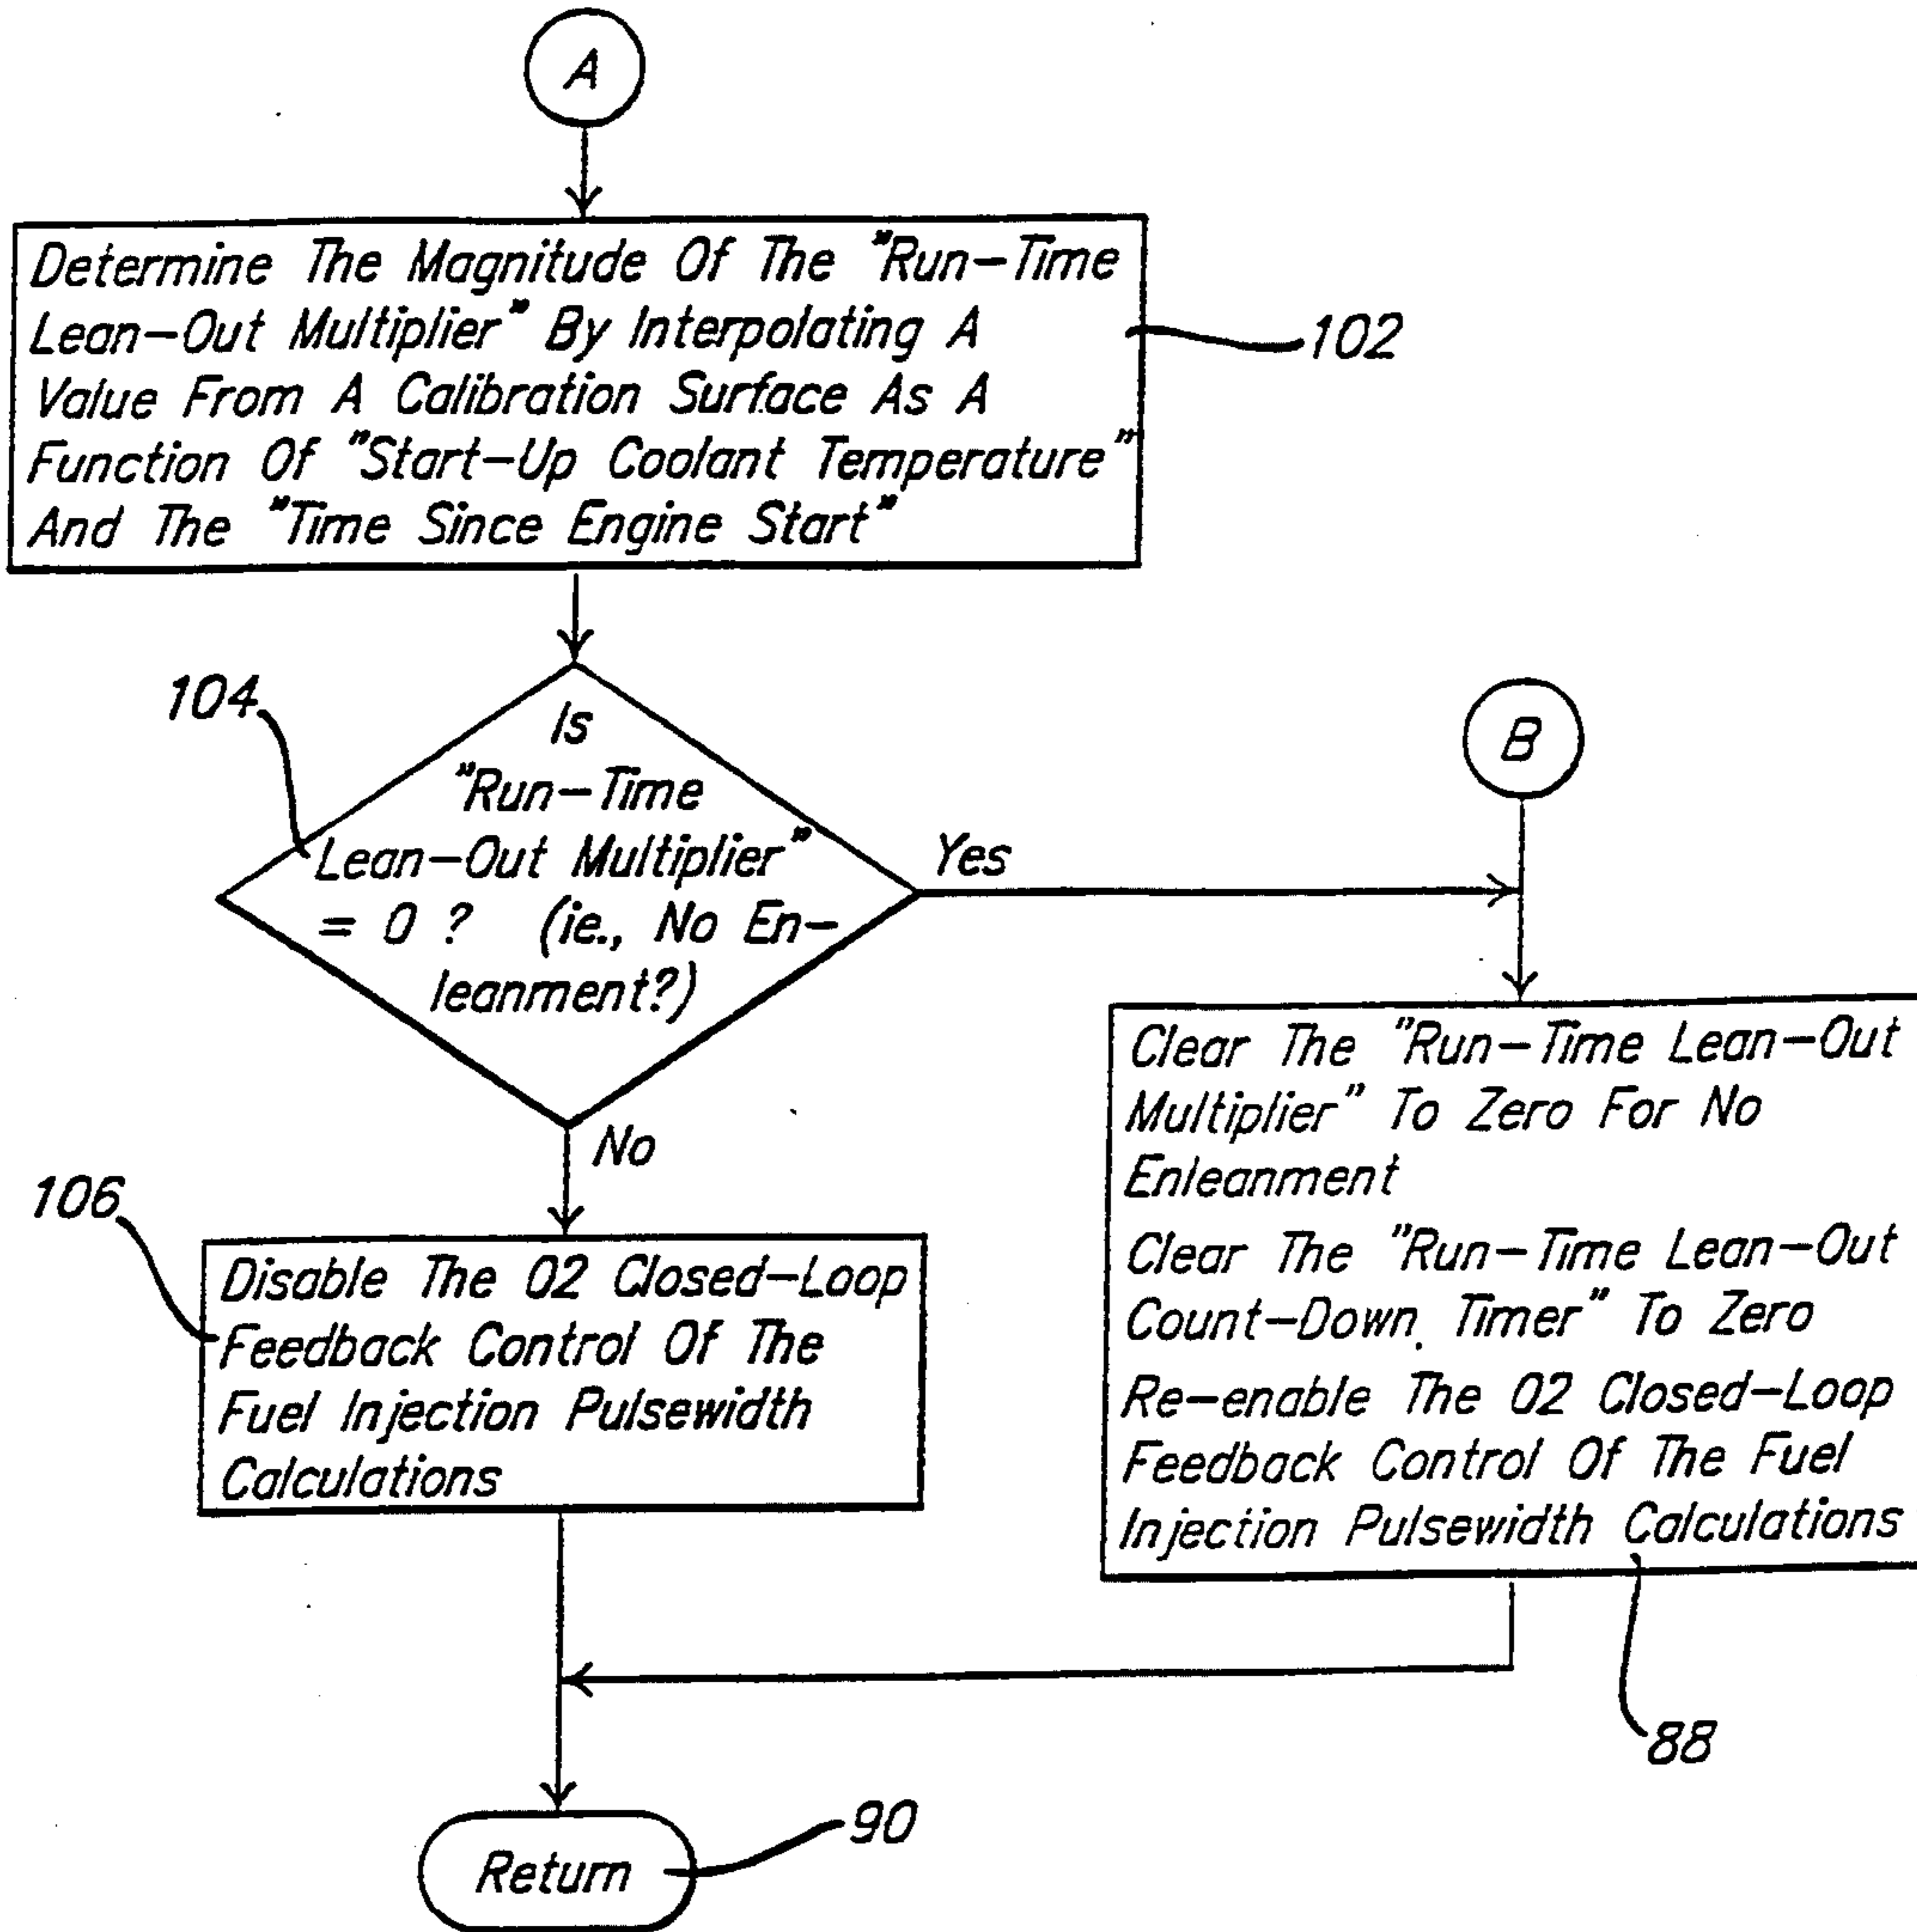 A
Determine The Magnitude Of The "Run-Time
Lean-Out Multiplier" By Interpolating A
Value From A Calibration Surface As A
Function Of "Start-Up Coolant Temperature"
And The "Time Since Engine Start"
102
104
Is
"Run-Time
Lean-Out Multiplier"
= 0 ? (ie., No En-
leanment?)
Yes
No
B
Clear The "Run-Time Lean-Out
Multiplier" To Zero For No
Enleanment
Clear The "Run-Time Lean-Out
Count-Down Timer" To Zero
Re-enable The O2 Closed-Loop
Feedback Control Of The Fuel
Injection Pulsewidth Calculations
88
106
Disable The O2 Closed-Loop
Feedback Control Of The
Fuel Injection Pulsewidth
Calculations
Return
90